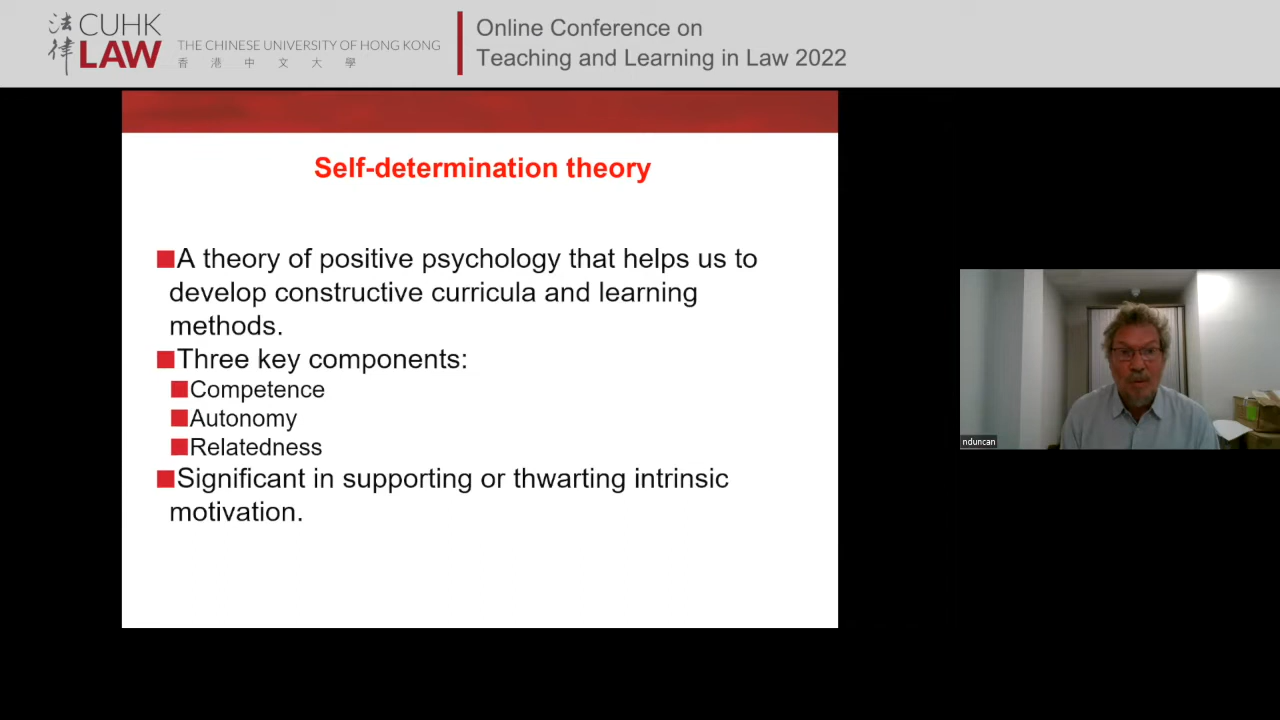 法律
CUHK
LAW
THE CHINESE UNIVERSITY OF HONG KONG
香港中文大學
Online Conference on
Teaching and Learning in Law 2022
Self-determination theory
A theory of positive psychology that helps us to
develop constructive curricula and learning
methods.
Three key components:
Competence
Autonomy
Relatedness
Significant in supporting or thwarting intrinsic
motivation.
nduncan